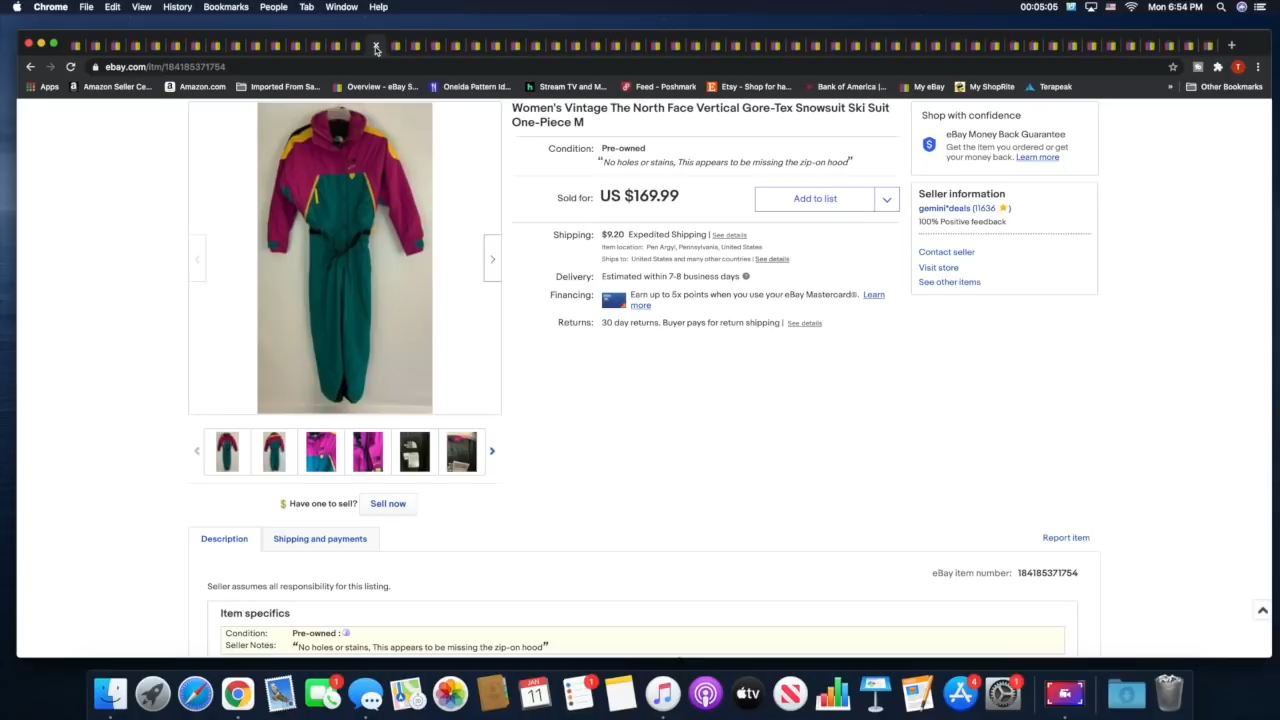 Chrome File Edit View History Bookmarks People Tab Window Help 00:05:05 Mon 6:54 PM
ebay.com/itm/184185371754
Apps Amazon Seller Ce... Amazon.com Imported From Sa... Overview - eBay S... Oneida Pattern Id... Stream TV and M... Feed - Poshmark Etsy - Shop for ha... Bank of America |... My eBay My ShopRite Terapeak » Other Bookmarks
Women's Vintage The North Face Vertical Gore-Tex Snowsuit Ski Suit
One-Piece M
Condition: Pre-owned
"No holes or stains, This appears to be missing the zip-on hood"
Sold for: US $169.99 Add to list
Shipping: $9.20 Expedited Shipping | See details
Item location: Pen Argyl, Pennsylvania, United States
Ships to: United States and many other countries | See details
Delivery: Estimated within 7-8 business days
Financing: Earn up to 5x points when you use your eBay Mastercard®. Learn
more
Returns: 30 day returns. Buyer pays for return shipping | See details
Shop with confidence
eBay Money Back Guarantee
Get the item you ordered or get
your money back. Learn more
Seller information
gemini*deals (11636 )
100% Positive feedback
Contact seller
Visit store
See other items
Have one to sell? Sell now
Description Shipping and payments Report item
eBay item number: 184185371754
Seller assumes all responsibility for this listing.
Item specifics
Condition: Pre-owned :
Seller Notes: "No holes or stains, This appears to be missing the zip-on hood"
JAN
11
1
1
4
1
tv